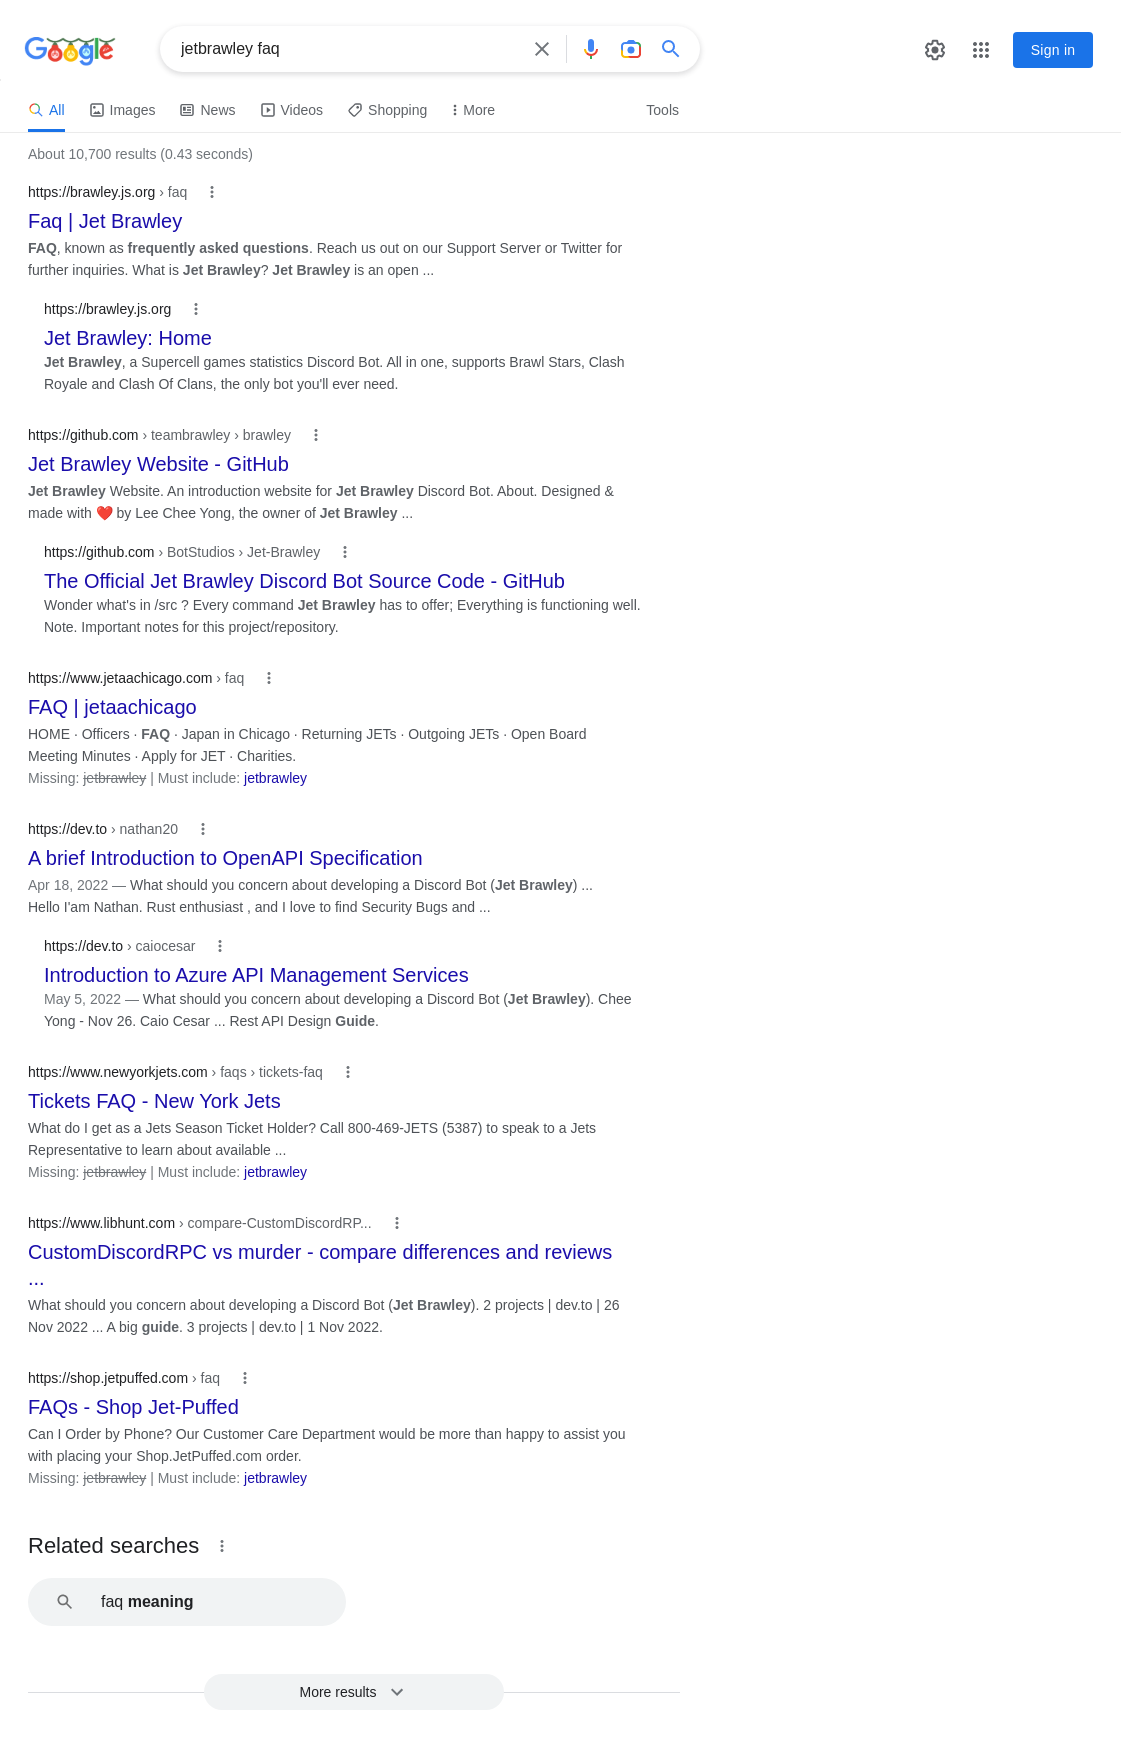 Google
jetbrawley faq
Sign in
All
Images
News
Videos
Shopping
More
Tools
About 10,700 results (0.43 seconds)
https://brawley.js.org › faq
Faq | Jet Brawley
FAQ, known as frequently asked questions. Reach us out on our Support Server or Twitter for
further inquiries. What is Jet Brawley? Jet Brawley is an open ...
https://brawley.js.org
Jet Brawley: Home
Jet Brawley, a Supercell games statistics Discord Bot. All in one, supports Brawl Stars, Clash
Royale and Clash Of Clans, the only bot you'll ever need.
https://github.com › teambrawley › brawley
Jet Brawley Website - GitHub
Jet Brawley Website. An introduction website for Jet Brawley Discord Bot. About. Designed &
made with ❤️ by Lee Chee Yong, the owner of Jet Brawley ...
https://github.com › BotStudios › Jet-Brawley
The Official Jet Brawley Discord Bot Source Code - GitHub
Wonder what's in /src ? Every command Jet Brawley has to offer; Everything is functioning well.
Note. Important notes for this project/repository.
https://www.jetaachicago.com › faq
FAQ | jetaachicago
HOME · Officers · FAQ · Japan in Chicago · Returning JETs · Outgoing JETs · Open Board
Meeting Minutes · Apply for JET · Charities.
Missing: jetbrawley | Must include: jetbrawley
https://dev.to › nathan20
A brief Introduction to OpenAPI Specification
Apr 18, 2022 — What should you concern about developing a Discord Bot (Jet Brawley) ...
Hello I'am Nathan. Rust enthusiast , and I love to find Security Bugs and ...
https://dev.to › caiocesar
Introduction to Azure API Management Services
May 5, 2022 — What should you concern about developing a Discord Bot (Jet Brawley). Chee
Yong - Nov 26. Caio Cesar ... Rest API Design Guide.
https://www.newyorkjets.com › faqs › tickets-faq
Tickets FAQ - New York Jets
What do I get as a Jets Season Ticket Holder? Call 800-469-JETS (5387) to speak to a Jets
Representative to learn about available ...
Missing: jetbrawley | Must include: jetbrawley
https://www.libhunt.com › compare-CustomDiscordRP...
CustomDiscordRPC vs murder - compare differences and reviews
...
What should you concern about developing a Discord Bot (Jet Brawley). 2 projects | dev.to | 26
Nov 2022 ... A big guide. 3 projects | dev.to | 1 Nov 2022.
https://shop.jetpuffed.com › faq
FAQs - Shop Jet-Puffed
Can I Order by Phone? Our Customer Care Department would be more than happy to assist you
with placing your Shop.JetPuffed.com order.
Missing: jetbrawley | Must include: jetbrawley
Related searches
faq meaning
More results